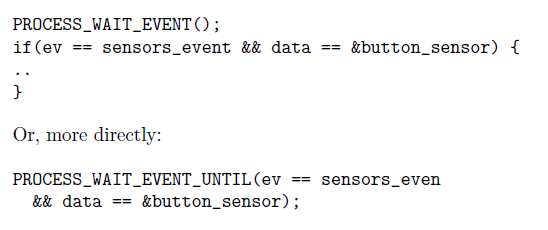 PROCESS_WAIT_EVENT();
if(ev == sensors_event && data == &button_sensor) {
..
}
Or, more directly:
PROCESS_WAIT_EVENT_UNTIL(ev == sensors_even
&& data == &button_sensor);